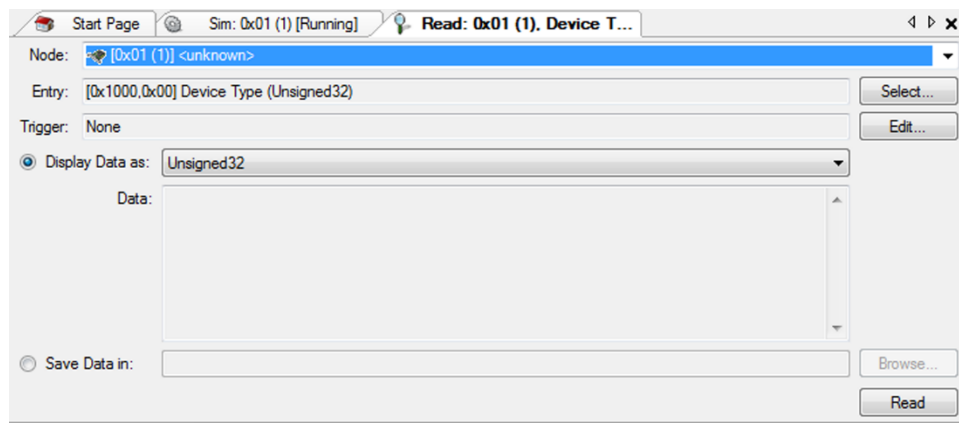 Start Page Sim: 0x01 (1) [Running] Read: 0x01 (1), Device T...
Node: [0x01 (1)] <unknown>
Entry: [0x1000,0x00] Device Type (Unsigned32) Select...
Trigger: None Edit...
Display Data as: Unsigned32
Data:
Save Data in: Browse...
Read